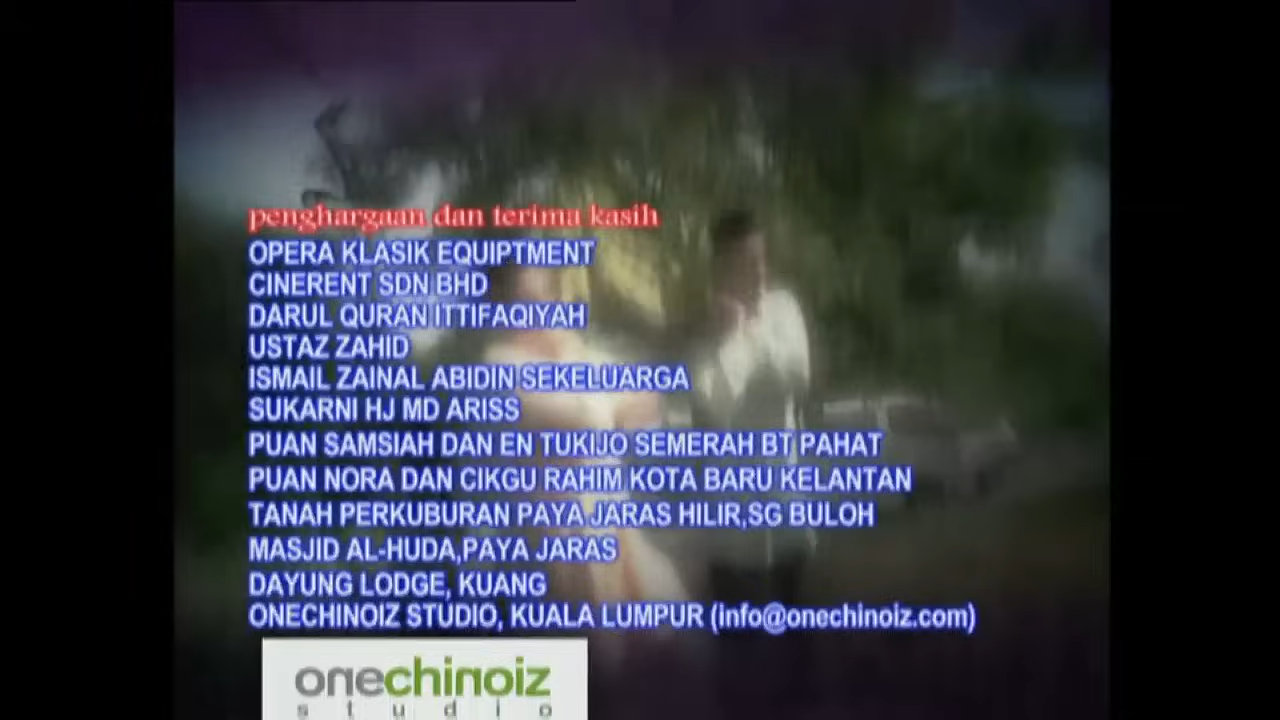 penghargaan dan terima kasih
OPERA KLASIK EQUIPTMENT
CINERENT SDN BHD
DARUL QURAN ITTIFAQIYAH
USTAZ ZAHID
ISMAIL ZAINAL ABIDIN SEKELUARGA
SUKARNI HJ MD ARISS
PUAN SAMSIAH DAN EN TUKIJO SEMERAH BT PAHAT
PUAN NORA DAN CIKGU RAHIM KOTA BARU KELANTAN
TANAH PERKUBURAN PAYA JARAS HILIR,SG BULOH
MASJID AL-HUDA,PAYA JARAS
DAYUNG LODGE, KUANG
ONECHINOIZ STUDIO, KUALA LUMPUR (info@onechinoiz.com)
onechinoiz
studio